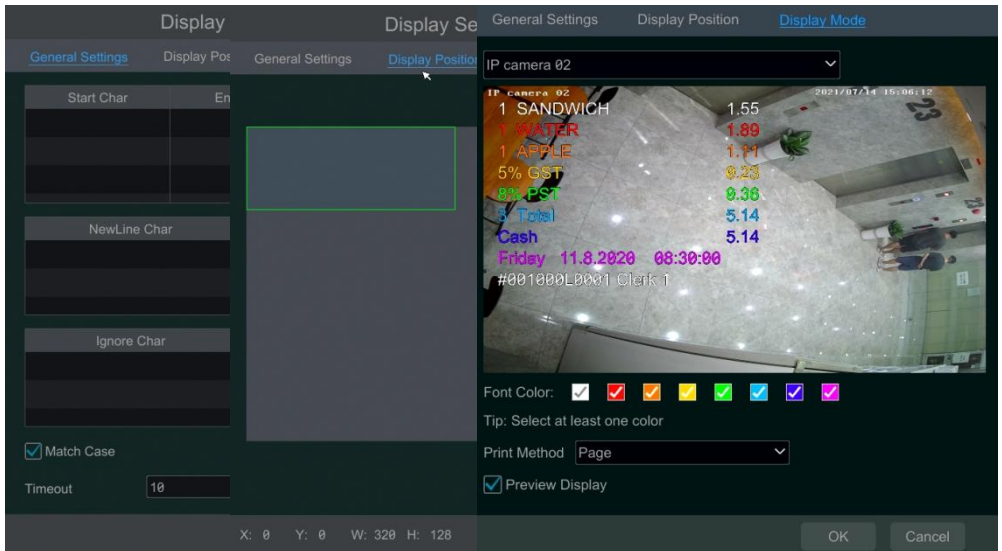 Display
General Settings
Display Pos
Start Char
En
NewLine Char
Ignore Char
Match Case
Timeout
10
Display Se
General Settings
Display Position
X: 0 Y: 0 W: 320 H: 128
General Settings
Display Position
Display Mode
IP camera 02
IP camera 02
2021/07/14 15:06:12
1 SANDWICH 1.55
1 WATER 1.89
1 APPLE 1.11
5% GST 0.23
8% PST 0.36
3 Total 5.14
Cash 5.14
Friday 11.8.2020 08:30:00
#001000L0001 Clerk 1
23
Font Color:
Tip: Select at least one color
Print Method
Page
Preview Display
OK
Cancel